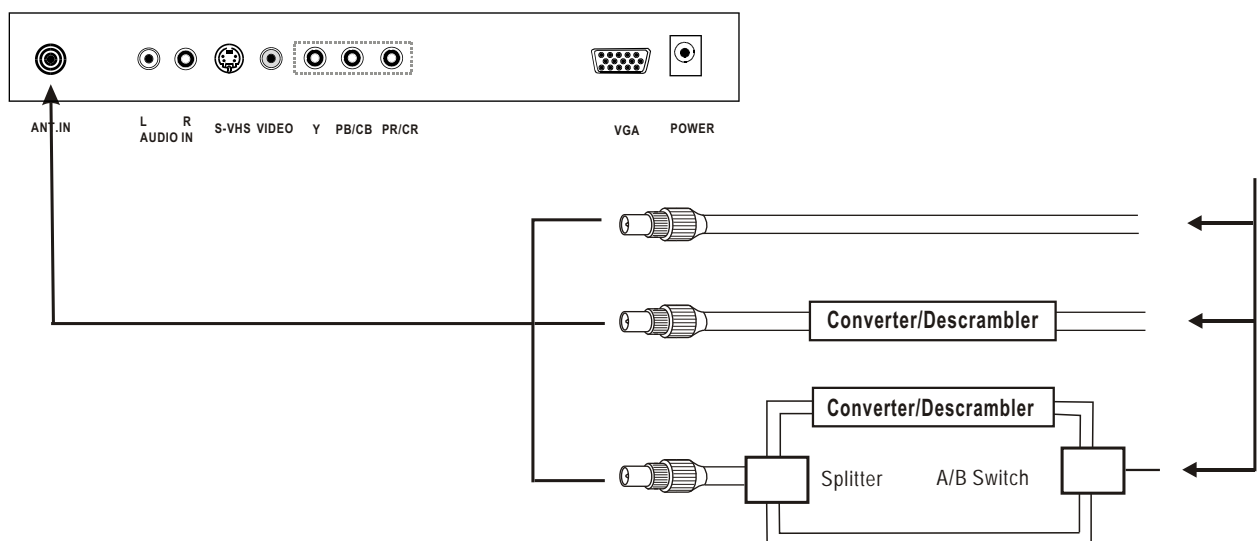 ANT.IN
L R
AUDIO IN
S-VHS VIDEO Y PB/CB PR/CR
VGA POWER
Converter/Descrambler
Converter/Descrambler
Splitter A/B Switch